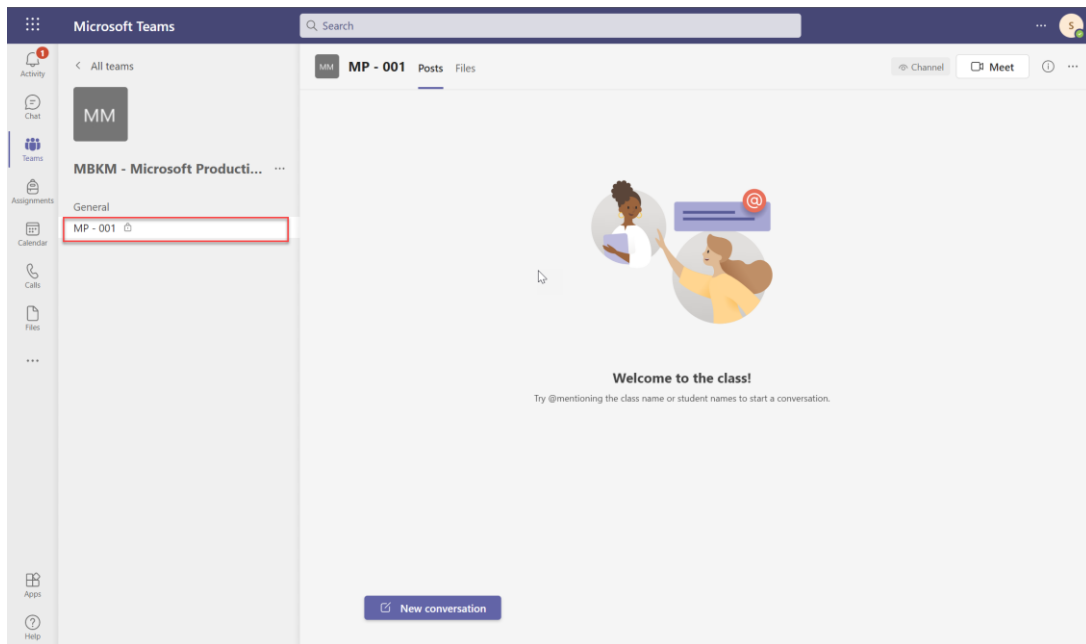 Microsoft Teams
Search
S
1
Activity
Chat
Teams
Assignments
Calendar
Calls
Files
Apps
Help
All teams
MM
MBKM - Microsoft Producti...
General
MP - 001
MM
MP - 001 Posts Files
Channel
Meet
@
Welcome to the class!
Try @mentioning the class name or student names to start a conversation.
New conversation